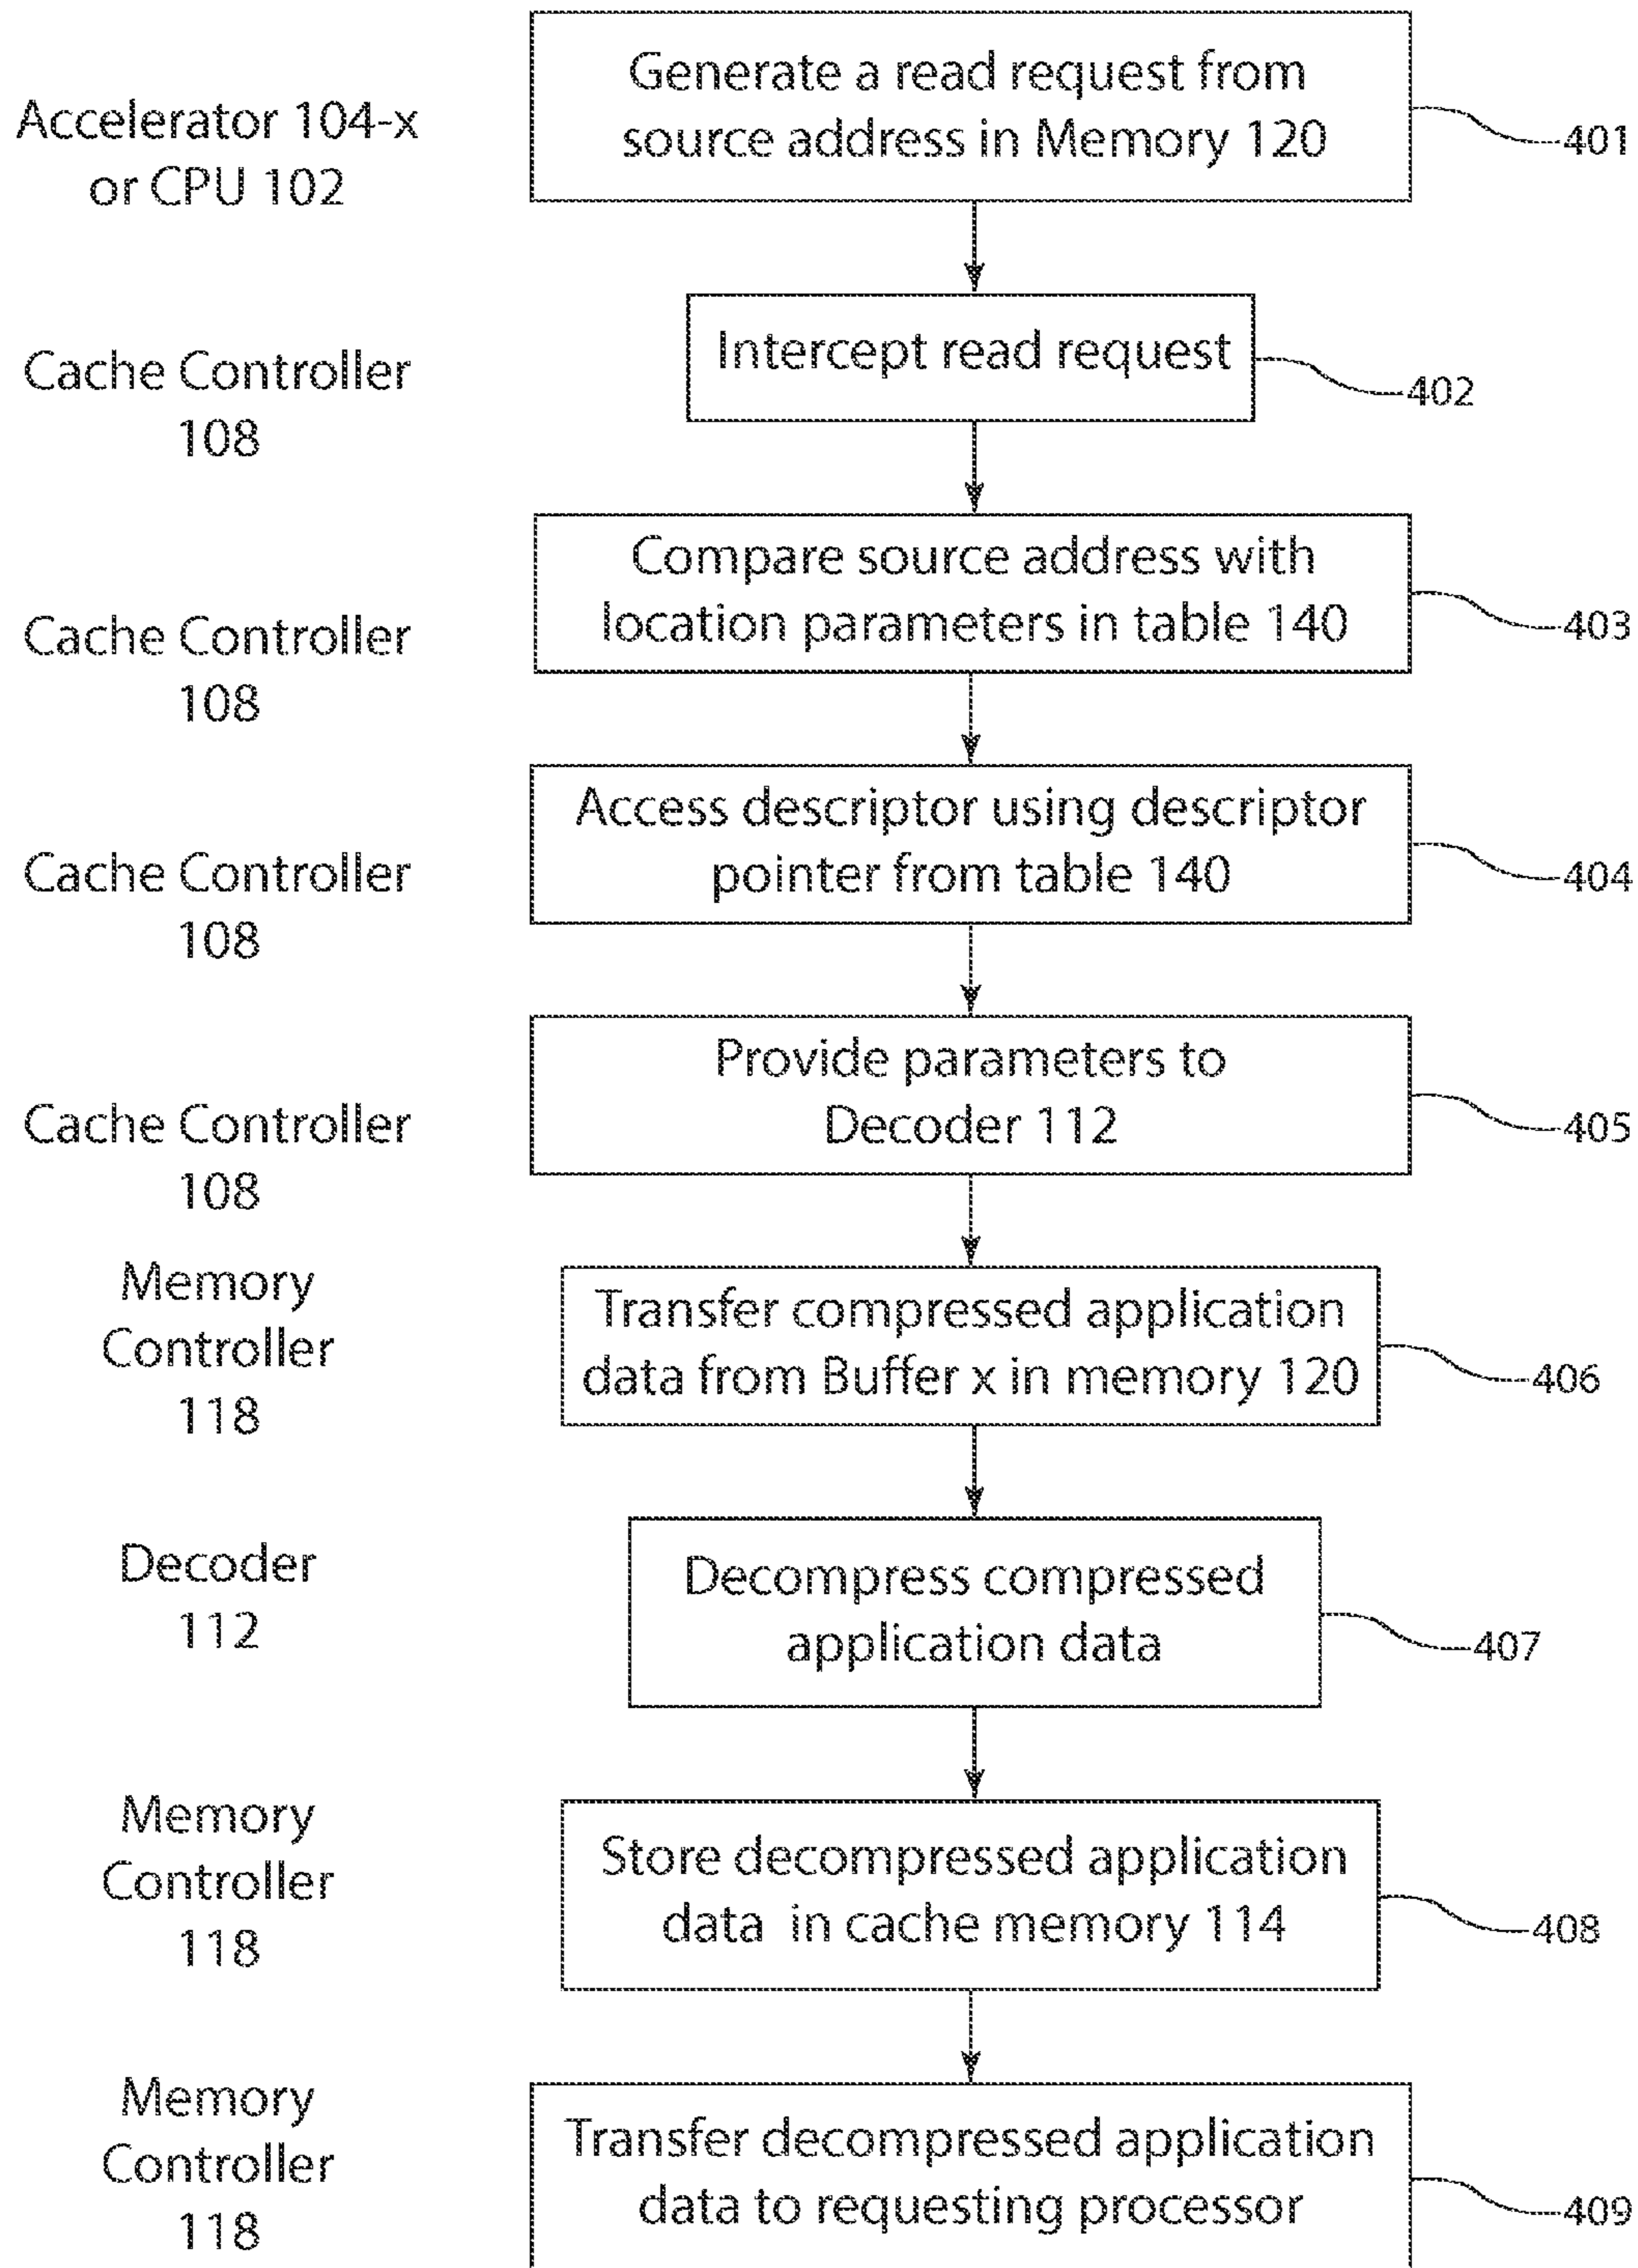 Generate a read request from
source address in Memory 120
Accelerator 104-x
or CPU 102
401
Intercept read request
Cache Controller
108
402
Compare source address with
location parameters in table 140
Cache Controller
108
403
Access descriptor using descriptor
pointer from table 140
Cache Controller
108
404
Provide parameters to
Decoder 112
Cache Controller
108
405
Memory
Controller
118
Transfer compressed application
data from Buffer x in memory 120
406
Decoder
112
Decompress compressed
application data
407
Memory
Controller
118
Store decompressed application
data in cache memory 114
408
Memory
Controller
118
Transfer decompressed application
data to requesting processor
409